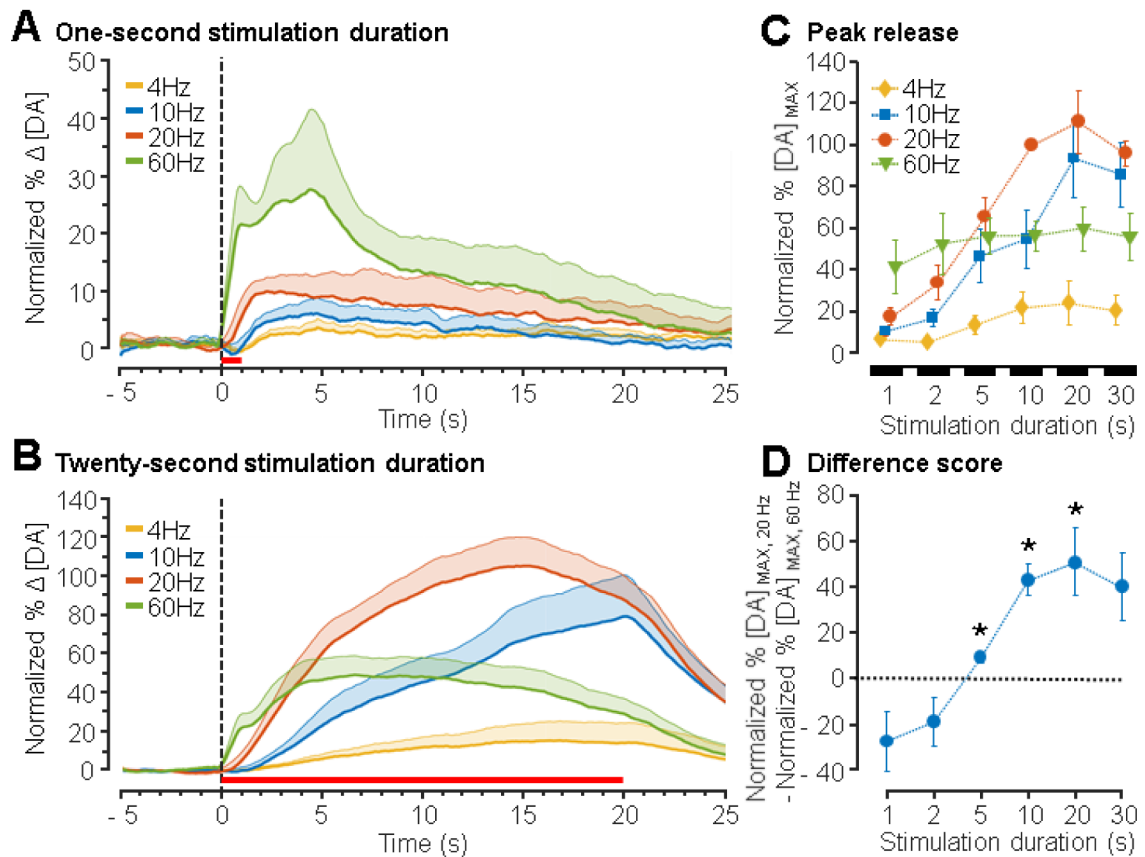 A One-second stimulation duration
Normalized % Δ [DA]
50
40
30
20
10
0
4Hz
10Hz
20Hz
60Hz
- 5 0 5 10 15 20 25
Time (s)
B Twenty-second stimulation duration
Normalized % Δ [DA]
140
120
100
80
60
40
20
0
4Hz
10Hz
20Hz
60Hz
- 5 0 5 10 15 20 25
Time (s)
C Peak release
Normalized % [DA] MAX
140
120
100
80
60
40
20
0
4Hz
10Hz
20Hz
60Hz
1 2 5 10 20 30
Stimulation duration (s)
D Difference score
Normalized % [DA] MAX, 20 Hz
- Normalized % [DA] MAX, 60 Hz
80
60
40
20
0
- 20
- 40
* * *
1 2 5 10 20 30
Stimulation duration (s)